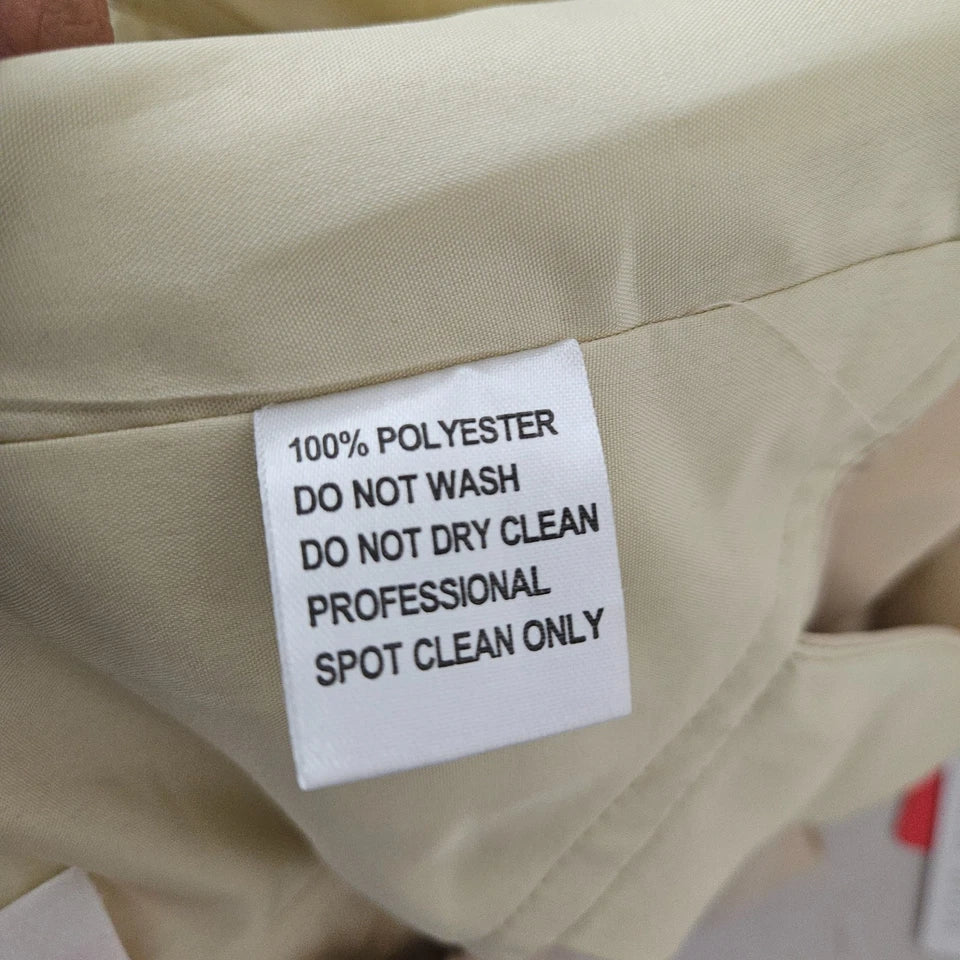 100% POLYESTER
DO NOT WASH
DO NOT DRY CLEAN
PROFESSIONAL
SPOT CLEAN ONLY